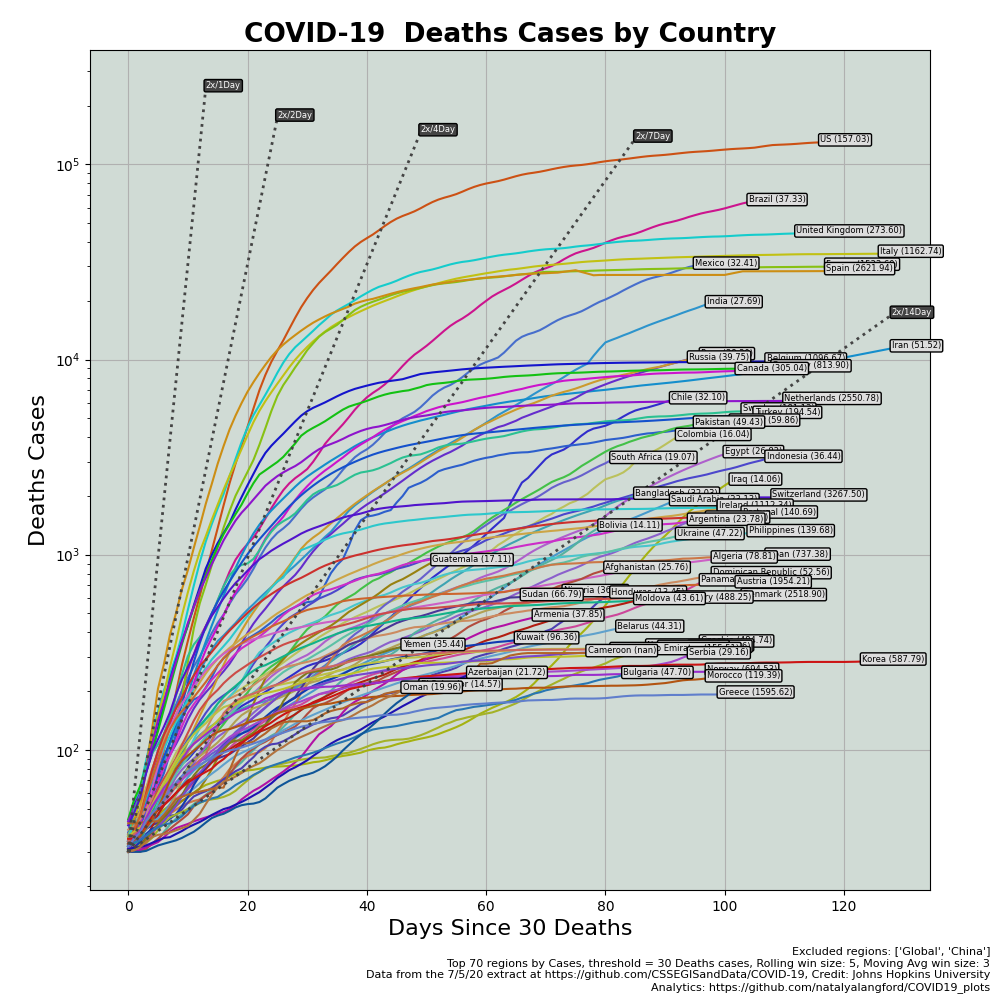 COVID-19 Deaths Cases by Country
2x/1Day
2x/2Day
2x/4Day
2x/7Day
US (157.03)
Brazil (37.33)
United Kingdom (273.60)
Italy (1162.74)
Mexico (32.41)
Spain (2621.94)
India (27.69)
2x/14Day
Iran (51.52)
Russia (39.75)
Belgium (1096.67)
(813.90)
Canada (305.04)
Chile (32.10)
Netherlands (2550.78)
Turkey (194.54)
Pakistan (49.43)
(59.86)
Colombia (16.04)
South Africa (19.07)
Egypt
Indonesia (36.44)
Iraq (14.06)
Bangladesh
Switzerland (3267.50)
Saudi
Ireland
(140.69)
Bolivia (14.11)
Argentina (23.78)
Ukraine (47.22)
Philippines (139.68)
Guatemala (17.11)
Algeria (78.81)
(737.38)
Afghanistan (25.76)
Dominican Republic (52.56)
Panama
Austria (1954.21)
Sudan (66.79)
Moldova (43.61)
(488.25)
(2518.90)
Armenia (37.85)
Belarus (44.31)
Yemen (35.44)
Kuwait (96.36)
Cameroon (nan)
Serbia (29.16)
Korea (587.79)
Azerbaijan (21.72)
Bulgaria (47.70)
Morocco (119.39)
Oman (19.96)
(14.57)
Greece (1595.62)
10^5
10^4
10^3
10^2
Deaths Cases
0 20 40 60 80 100 120
Days Since 30 Deaths
Excluded regions: ['Global', 'China']
Top 70 regions by Cases, threshold = 30 Deaths cases, Rolling win size: 5, Moving Avg win size: 3
Data from the 7/5/20 extract at https://github.com/CSSEGISandData/COVID-19, Credit: Johns Hopkins University
Analytics: https://github.com/natalyalangford/COVID19_plots